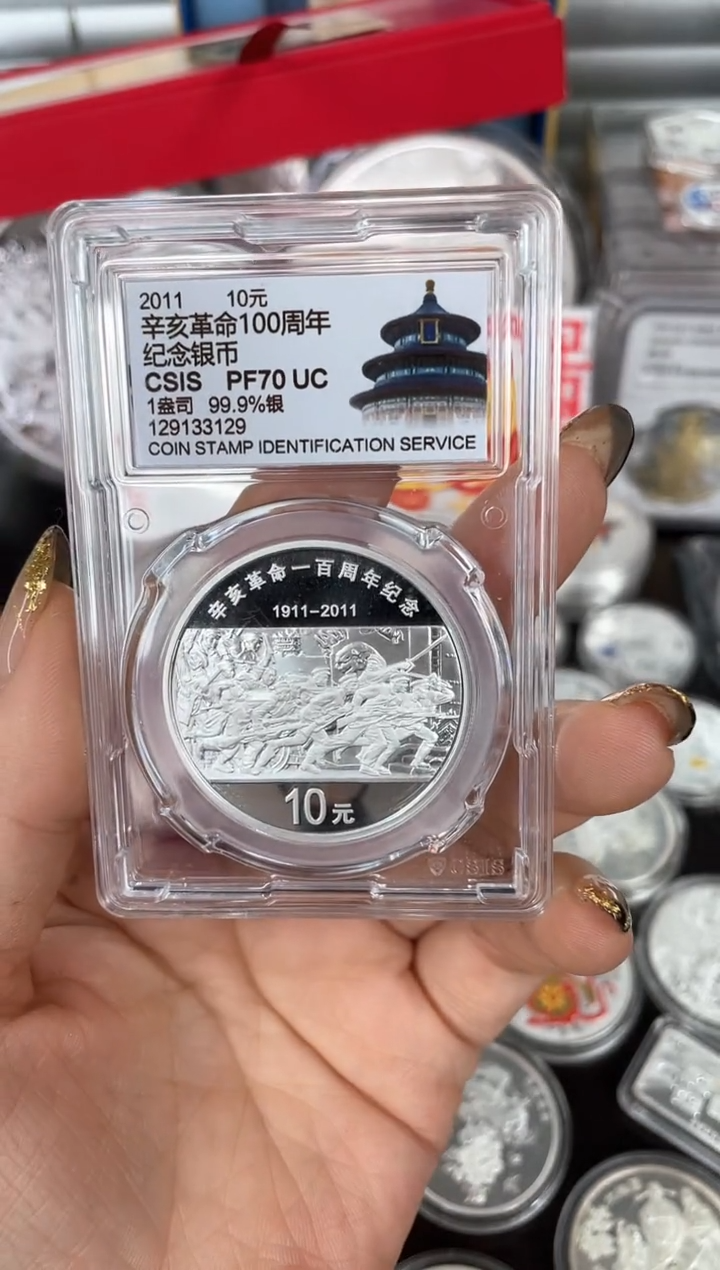 2011 10元
辛亥革命100周年
纪念银币
CSIS PF70 UC
1盎司 99.9%银
129133129
COIN STAMP IDENTIFICATION SERVICE
辛亥革命一百周年纪念
1911-2011
10元
CSIS